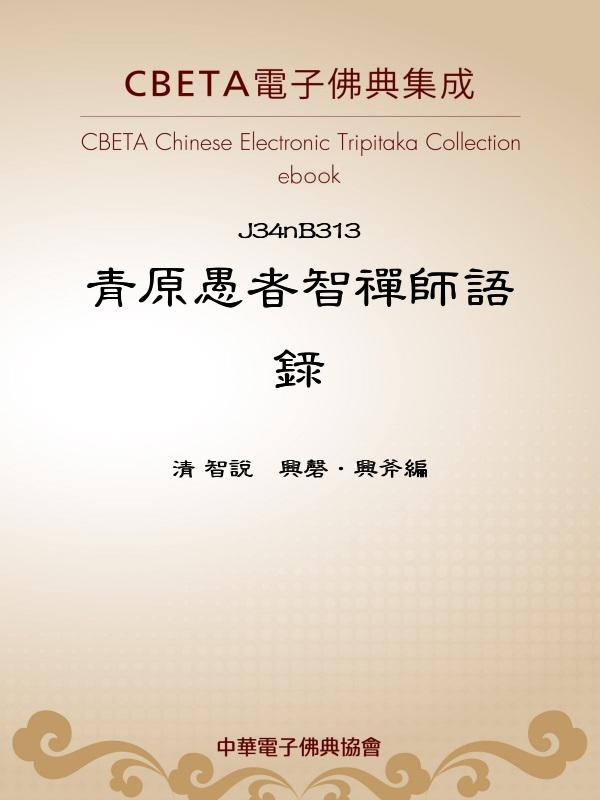 CBETA電子佛典集成
CBETA Chinese Electronic Tripitaka Collection
ebook
J34nB313
青原愚者智禪師語
錄
清 智說　興磬・興斧編
中華電子佛典協會